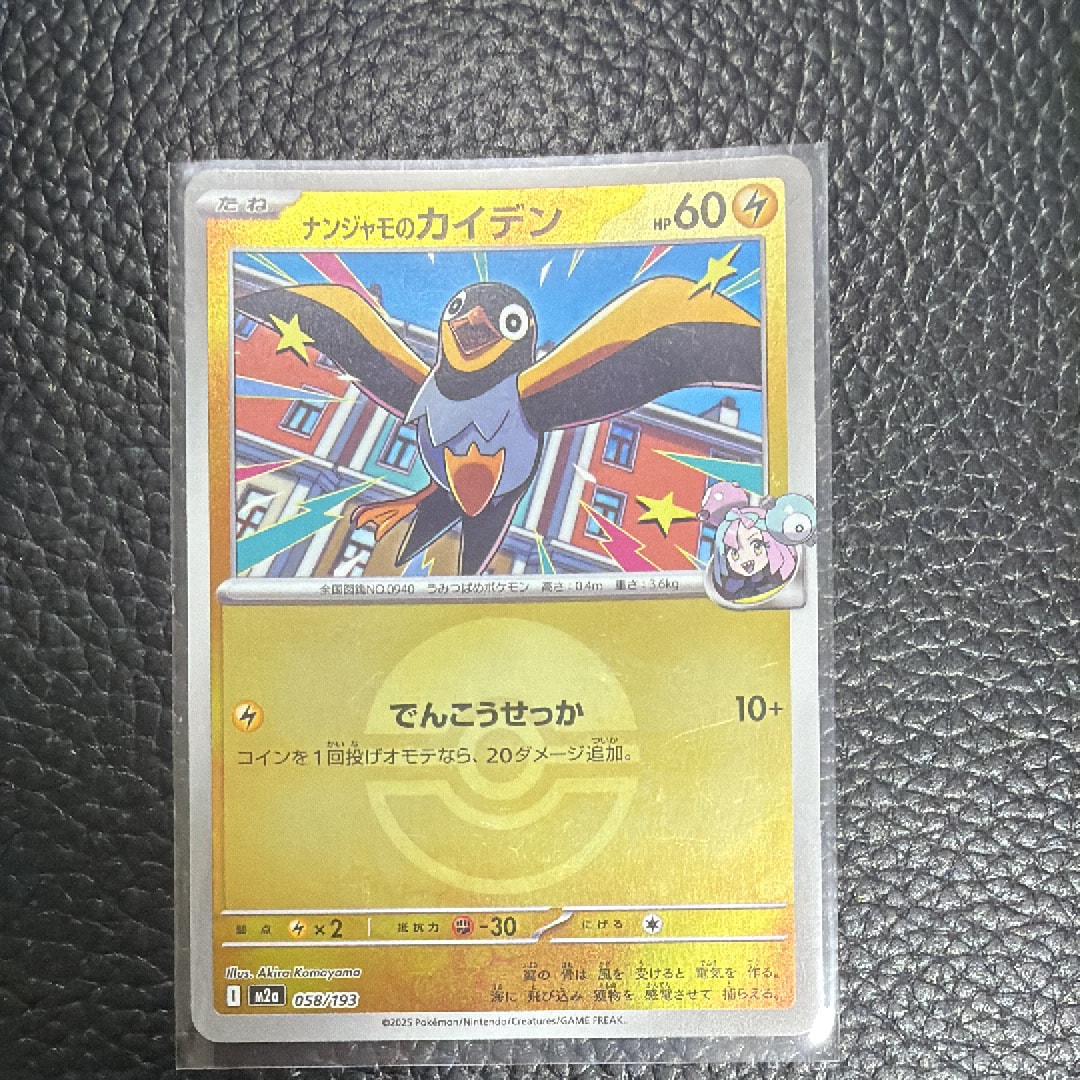 たね
ナンジャモのカイデン HP60
全国図鑑NO.0940 うみつばめポケモン 高さ:0.4m 重さ:3.6kg
でんこうせっか 10+
コインを1回投げオモテなら、20ダメージ追加。
弱点 ×2 抵抗力 -30 にげる
Illus. Akira Komayama
翼の 骨は 風を 受けると 電気を 作る。
海に 飛び込み 獲物を 感電させて 捕らえる。
I M2a 058/193
©2025 Pokémon/Nintendo/Creatures/GAME FREAK.